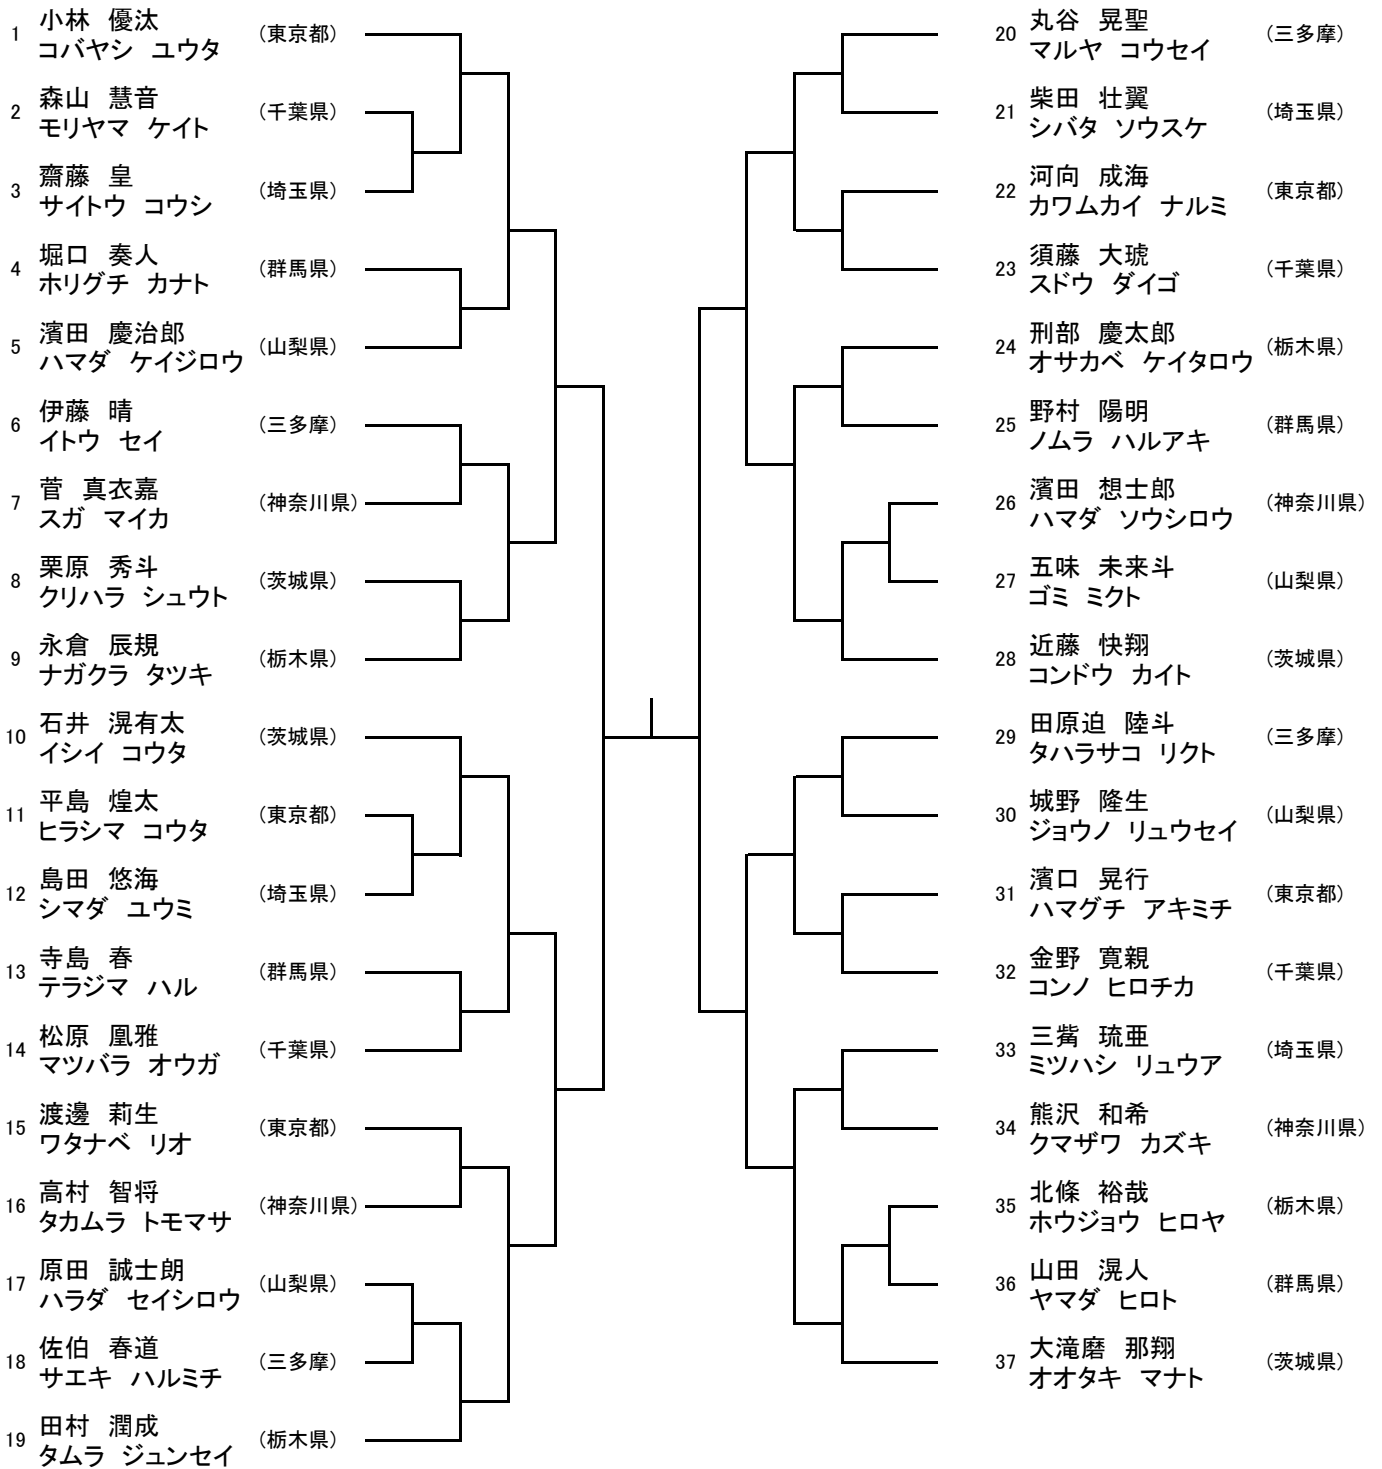 1 小林 優汰 （東京都）
コバヤシ ユウタ
2 森山 慧音 （千葉県）
モリヤマ ケイト
3 齋藤 皇 （埼玉県）
サイトウ コウシ
4 堀口 奏人 （群馬県）
ホリグチ カナト
5 濱田 慶治郎 （山梨県）
ハマダ ケイジロウ
6 伊藤 晴 （三多摩）
イトウ セイ
7 菅 真衣嘉 （神奈川県）
スガ マイカ
8 栗原 秀斗 （茨城県）
クリハラ シュウト
9 永倉 辰規 （栃木県）
ナガクラ タツキ
10 石井 滉有太 （茨城県）
イシイ コウタ
11 平島 煌太 （東京都）
ヒラシマ コウタ
12 島田 悠海 （埼玉県）
シマダ ユウミ
13 寺島 春 （群馬県）
テラジマ ハル
14 松原 凰雅 （千葉県）
マツバラ オウガ
15 渡邊 莉生 （東京都）
ワタナベ リオ
16 高村 智将 （神奈川県）
タカムラ トモマサ
17 原田 誠士朗 （山梨県）
ハラダ セイシロウ
18 佐伯 春道 （三多摩）
サエキ ハルミチ
19 田村 潤成 （栃木県）
タムラ ジュンセイ
20 丸谷 晃聖 （三多摩）
マルヤ コウセイ
21 柴田 壮翼 （埼玉県）
シバタ ソウスケ
22 河向 成海 （東京都）
カワムカイ ナルミ
23 須藤 大琥 （千葉県）
スドウ ダイゴ
24 刑部 慶太郎 （栃木県）
オサカベ ケイタロウ
25 野村 陽明 （群馬県）
ノムラ ハルアキ
26 濱田 想士郎 （神奈川県）
ハマダ ソウシロウ
27 五味 未来斗 （山梨県）
ゴミ ミクト
28 近藤 快翔 （茨城県）
コンドウ カイト
29 田原迫 陸斗 （三多摩）
タハラサコ リクト
30 城野 隆生 （山梨県）
ジョウノ リュウセイ
31 濱口 晃行 （東京都）
ハマグチ アキミチ
32 金野 寛親 （千葉県）
コンノ ヒロチカ
33 三觜 琉亜 （埼玉県）
ミツハシ リュウア
34 熊沢 和希 （神奈川県）
クマザワ カズキ
35 北條 裕哉 （栃木県）
ホウジョウ ヒロヤ
36 山田 滉人 （群馬県）
ヤマダ ヒロト
37 大滝磨 那翔 （茨城県）
オオタキ マナト